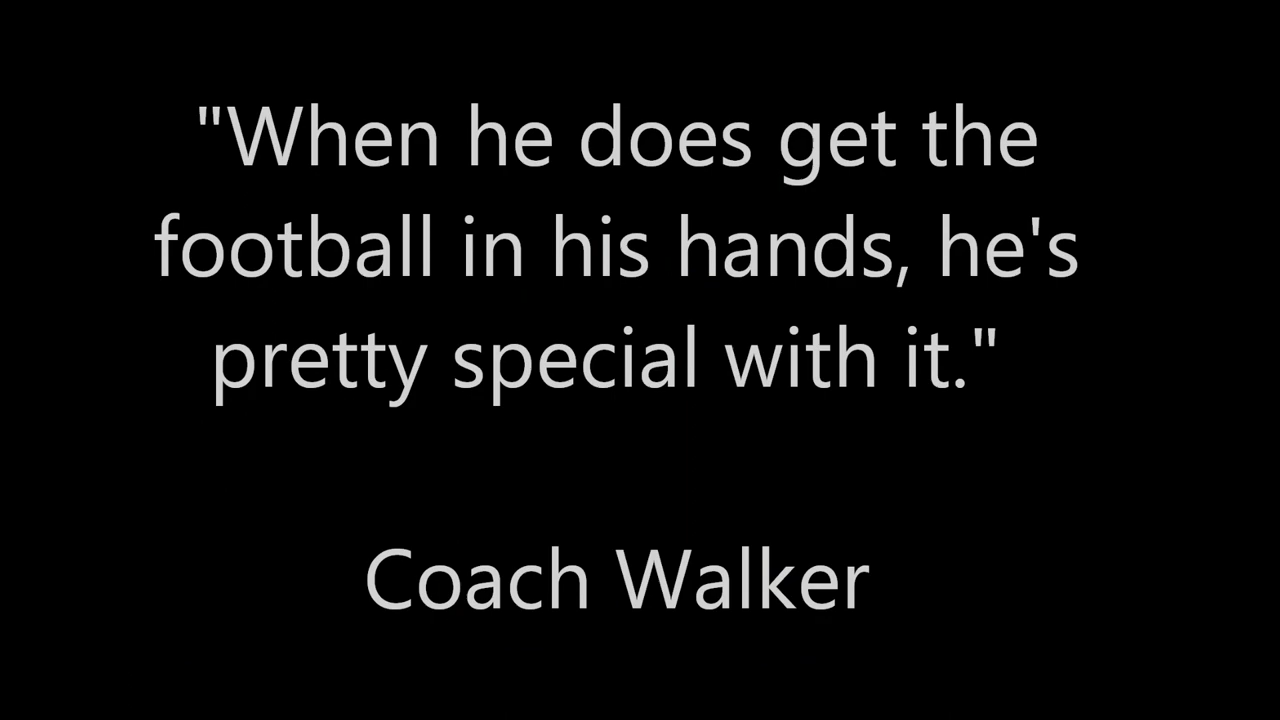 "When he does get the
football in his hands, he's
pretty special with it."
Coach Walker